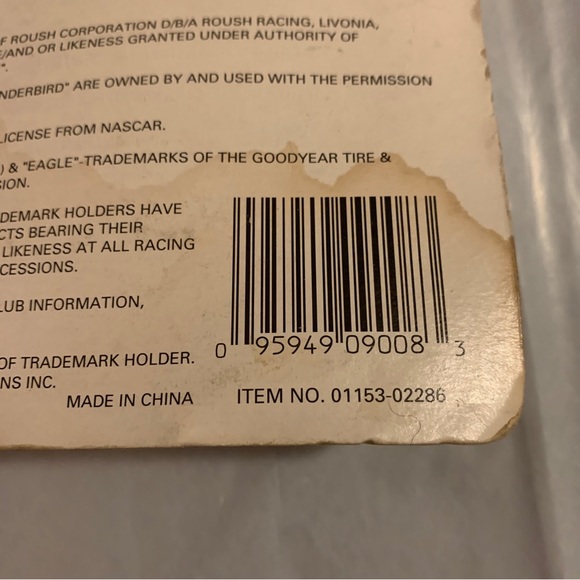 F ROUSH CORPORATION D/B/A ROUSH RACING, LIVONIA,
E/AND OR LIKENESS GRANTED UNDER AUTHORITY OF
".
NDERBIRD" ARE OWNED BY AND USED WITH THE PERMISSION
LICENSE FROM NASCAR.
) & "EAGLE"-TRADEMARKS OF THE GOODYEAR TIRE &
SION.
DEMARK HOLDERS HAVE
CTS BEARING THEIR
LIKENESS AT ALL RACING
CESSIONS.
LUB INFORMATION,
OF TRADEMARK HOLDER.
NS INC.
MADE IN CHINA
0 95949 09008 3
ITEM NO. 01153-02286